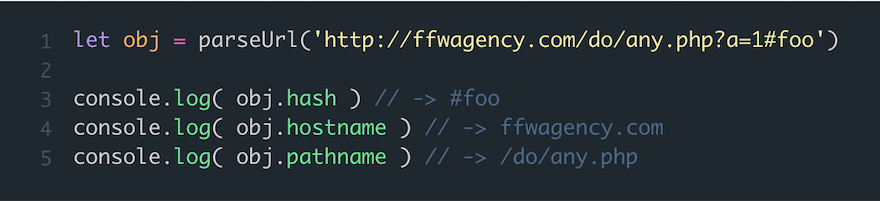 1 let obj = parseUrl('http://ffwagency.com/do/any.php?a=1#foo')
2
3 console.log( obj.hash ) // -> #foo
4 console.log( obj.hostname ) // -> ffwagency.com
5 console.log( obj.pathname ) // -> /do/any.php